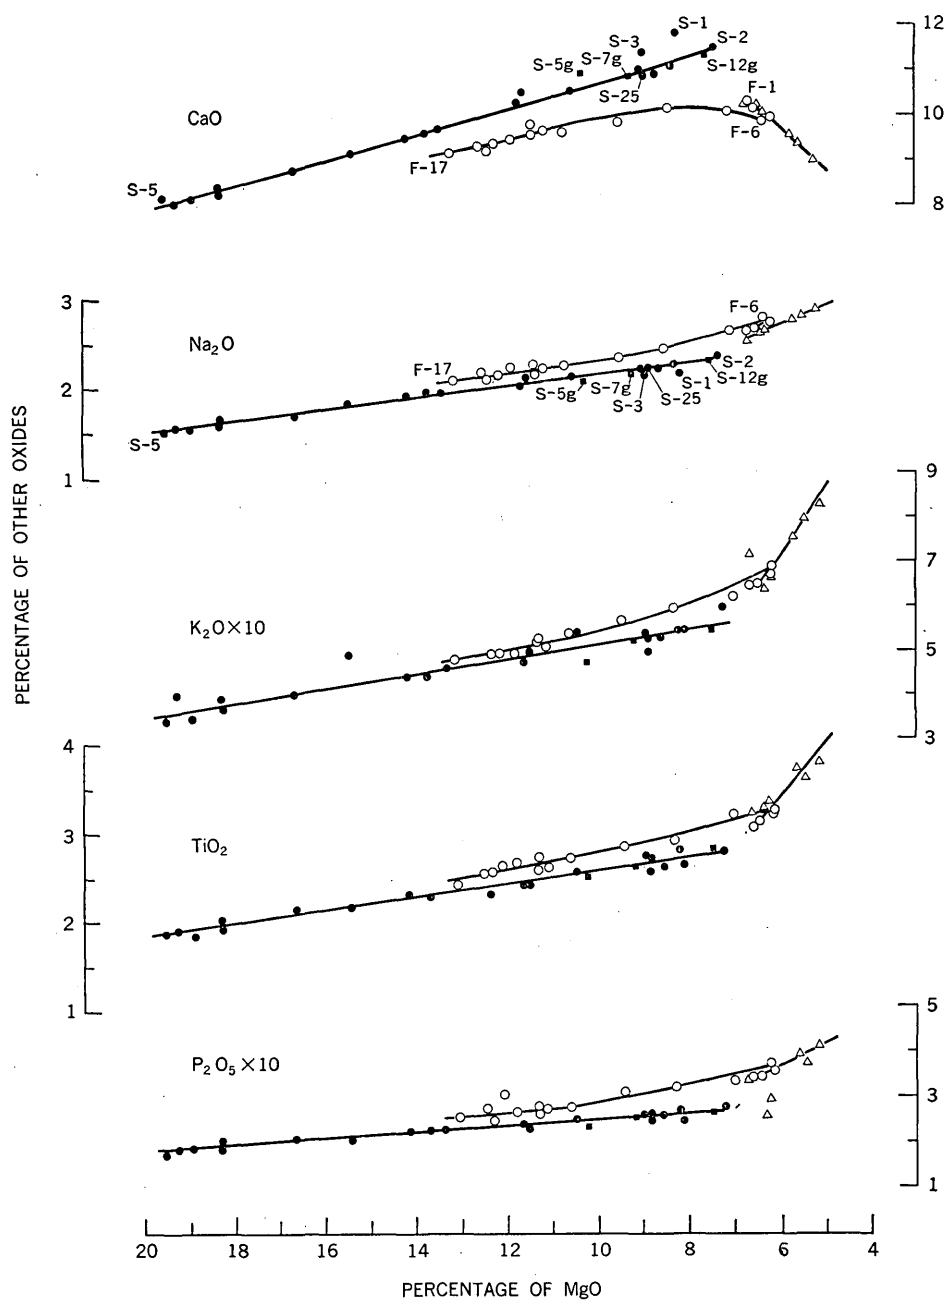 12
S-1
S-3
S-2
S-7g
S-5g
S-12g
S-25
F-1
CaO
10
F-6
F-17
S-5
8
3
F-6
Na₂O
F-17
2
S-2
S-5g
S-7g
S-1
S-12g
S-3
S-25
S-5
1
9
7
K₂O×10
5
3
4
3
TiO₂
2
1
5
P₂O₅×10
3
1
PERCENTAGE OF OTHER OXIDES
20 18 16 14 12 10 8 6 4
PERCENTAGE OF MgO